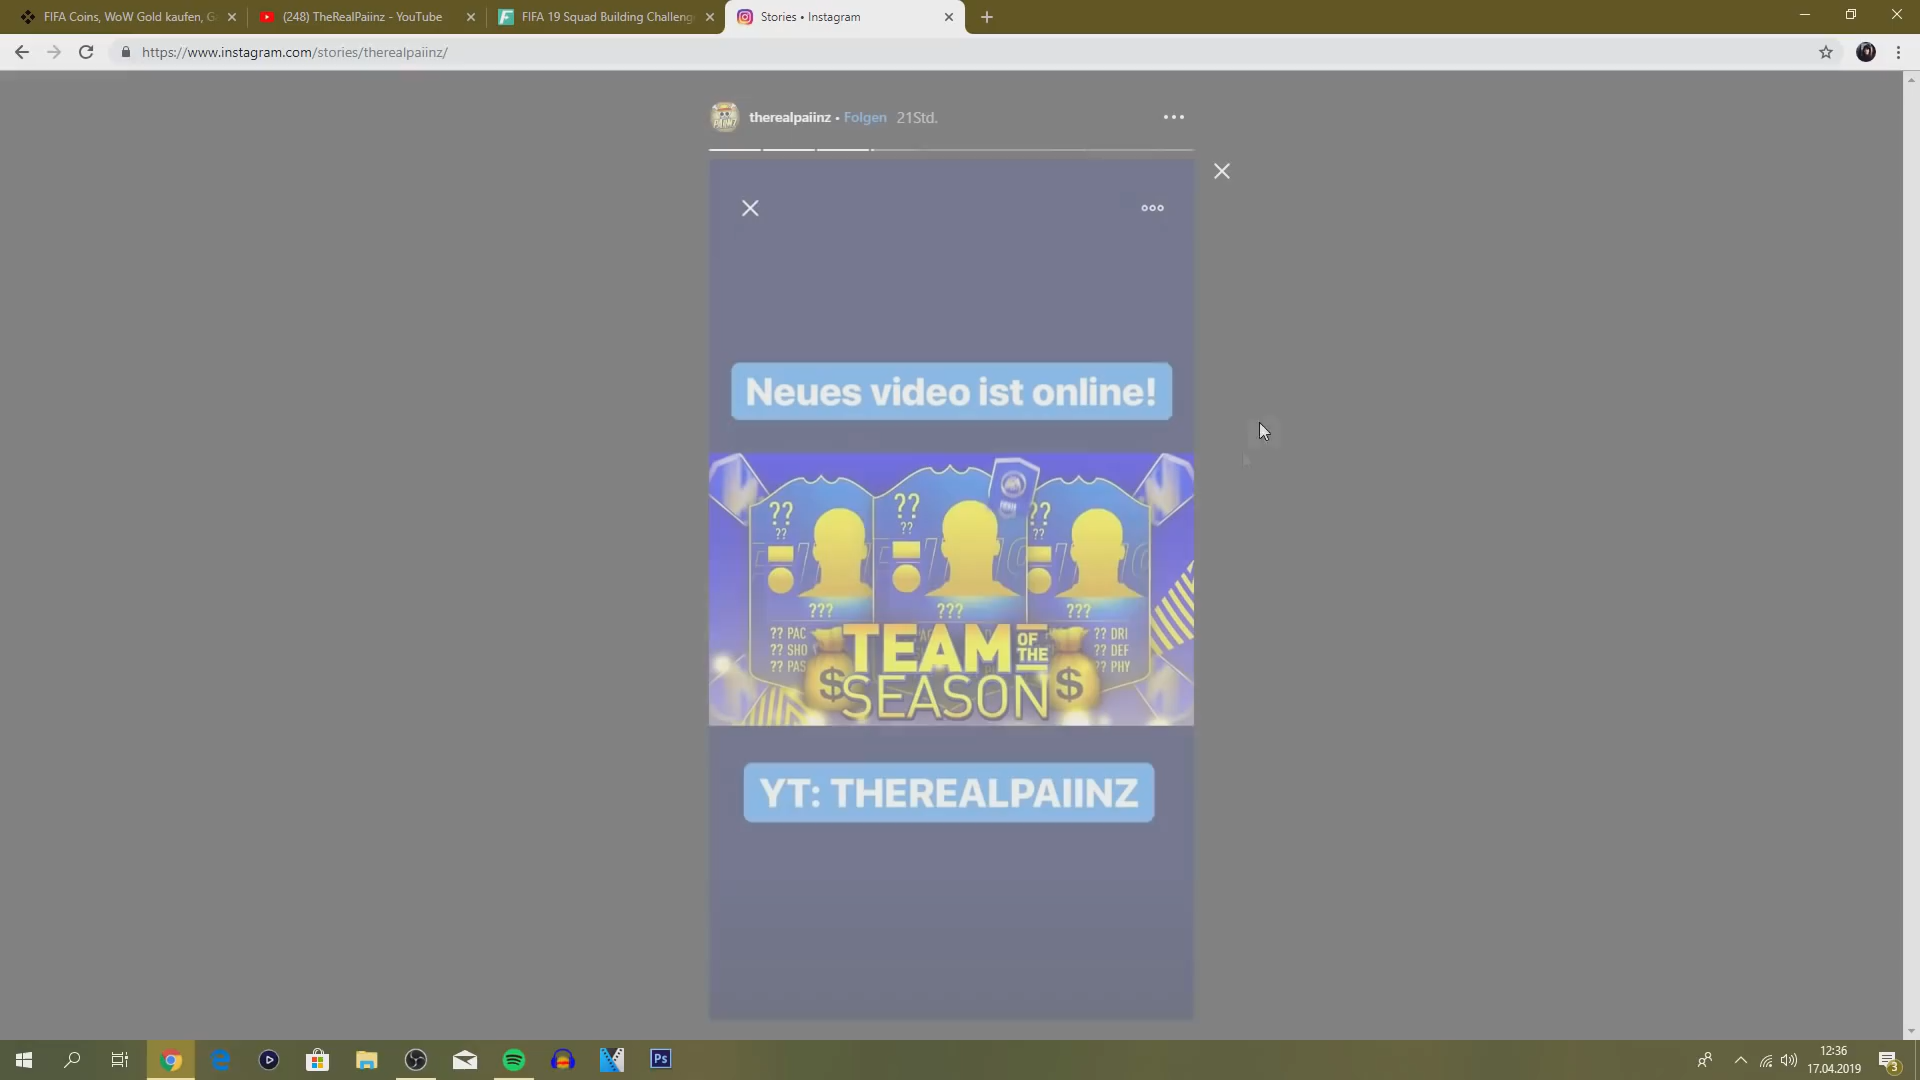 FIFA Coins, WoW Gold kaufen, G
(248) TheRealPaiinz - YouTube
FIFA 19 Squad Building Challeng
Stories • Instagram
https://www.instagram.com/stories/therealpaiinz/
therealpaiinz • Folgen 21Std.
Neues video ist online!
?? ?? ??
?? ?? ??
??? ??? ???
?? PAC ?? DRI
?? SHO ?? DEF
?? PAS ?? PHY
TEAM OF THE
SEASON
$ $
YT: THEREALPAIINZ
Ps
12:36
17.04.2019
3